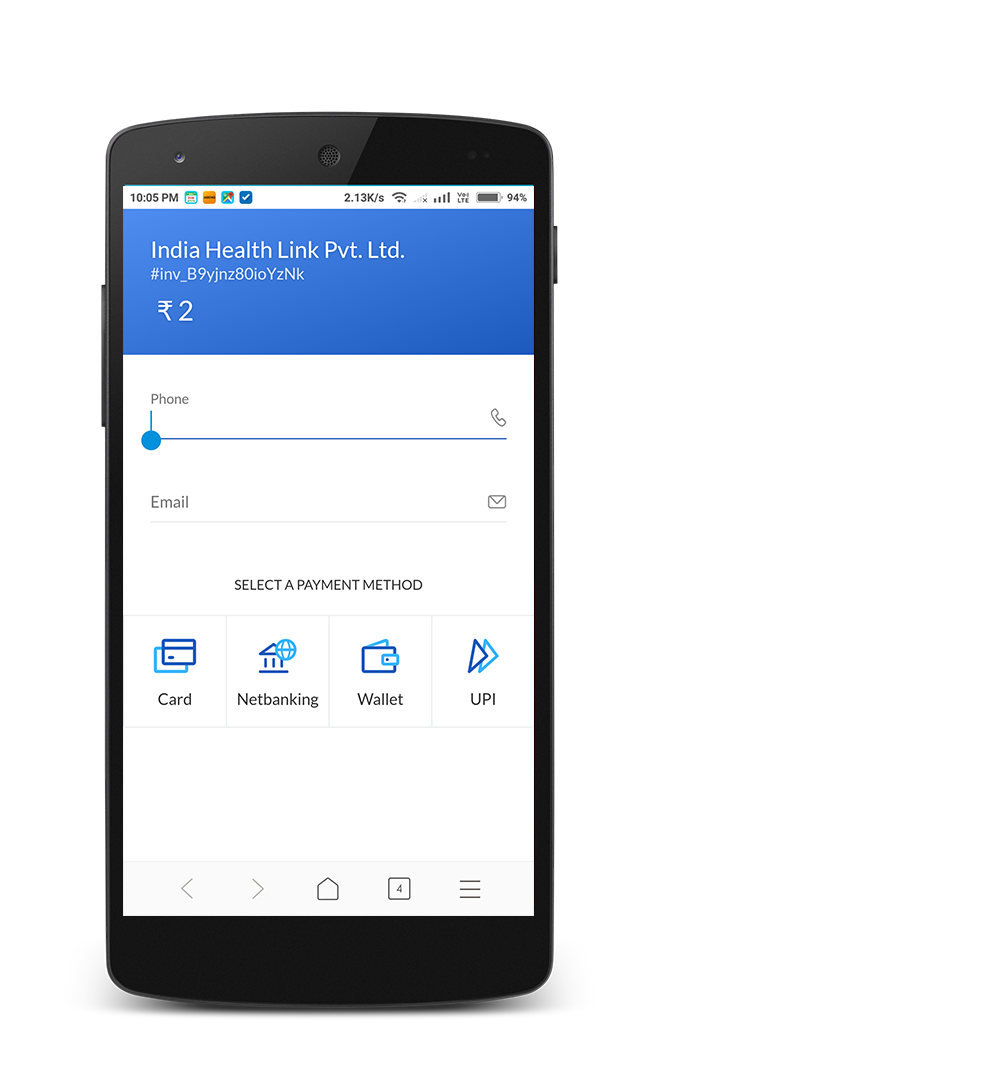 10:05 PM 2.13K/s Vo) LTE 94%
India Health Link Pvt. Ltd.
#inv_B9yjnz80ioYzNk
₹ 2
Phone
Email
SELECT A PAYMENT METHOD
Card Netbanking Wallet UPI
4